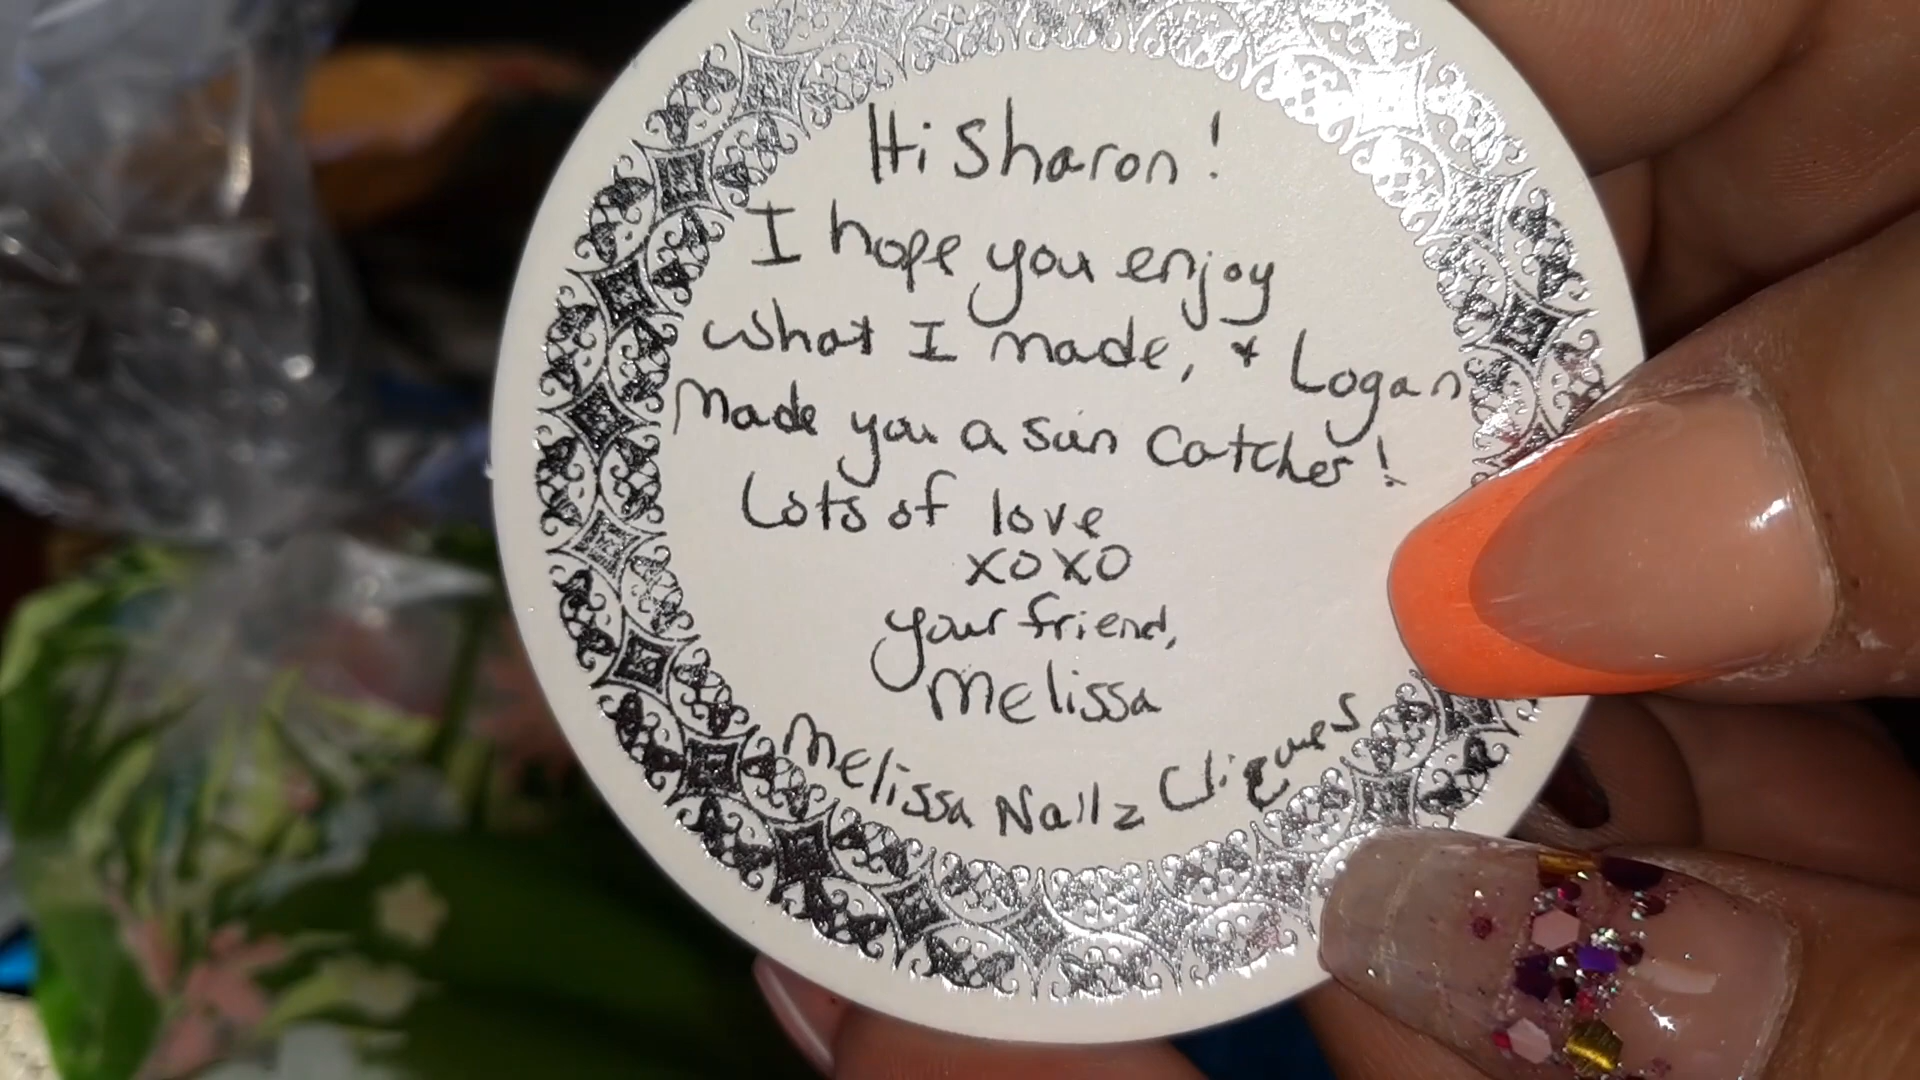 Hi Sharon!
I hope you enjoy
what I made, + Logan
Made you a sun Catcher!
Lots of love
XOXO
your friend,
Melissa
Melissa Nailz Cliques